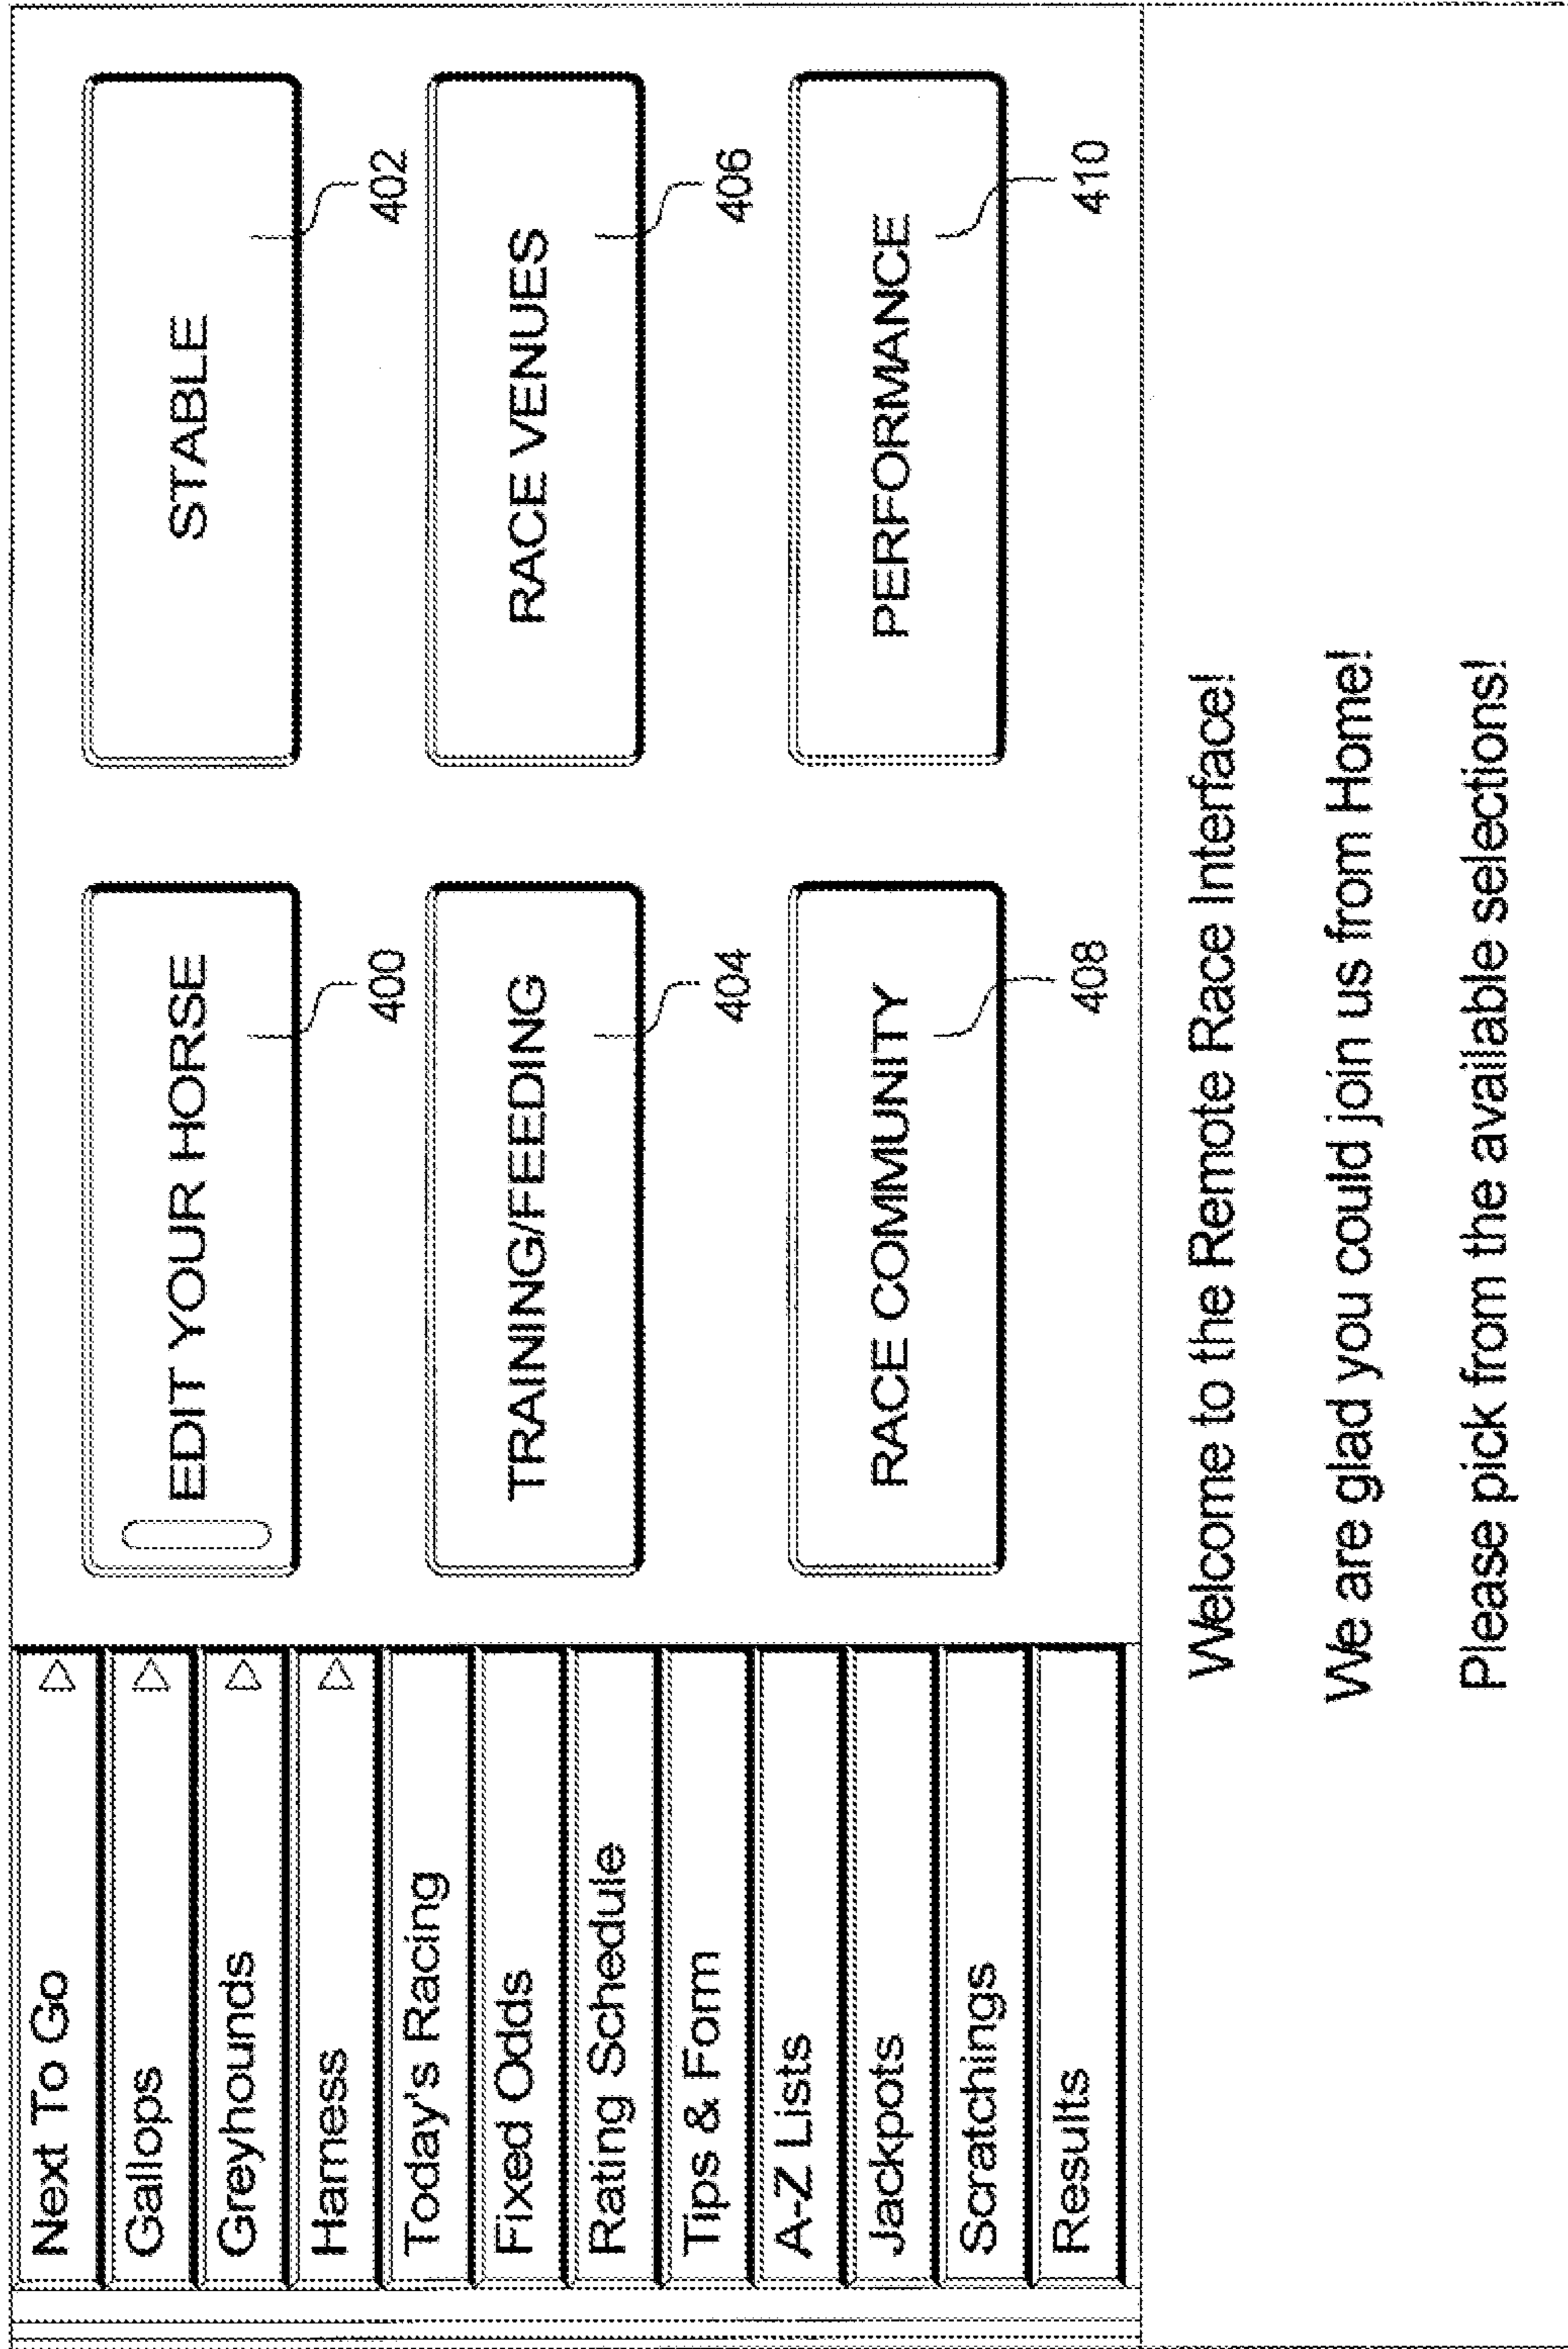 Next To Go
Gallops
Greyhounds
Harness
Today's Racing
Fixed Odds
Rating Schedule
Tips & Form
A-Z Lists
Jackpots
Scratchings
Results
EDIT YOUR HORSE
400
STABLE
402
TRAINING/FEEDING
404
RACE VENUES
406
RACE COMMUNITY
408
PERFORMANCE
410
Welcome to the Remote Race Interface!
We are glad you could join us from Home!
Please pick from the available selections!